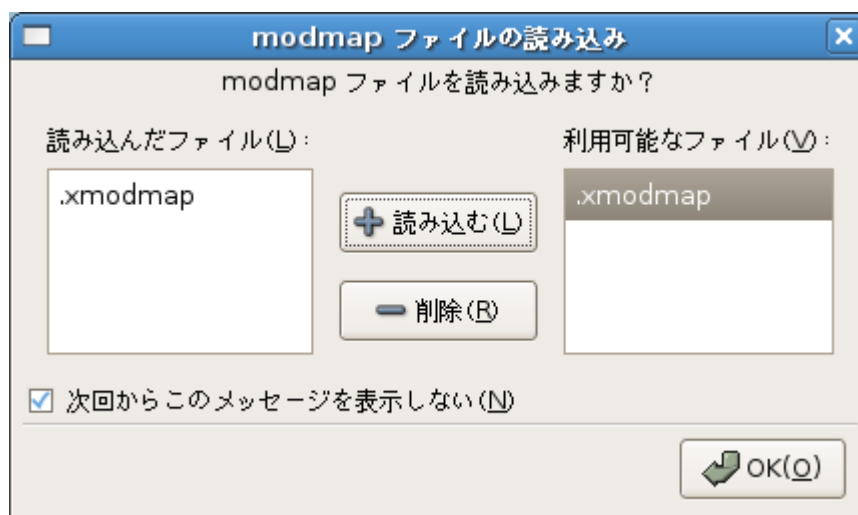 modmap ファイルの読み込み
modmap ファイルを読み込みますか？
読み込んだファイル(L):
利用可能なファイル(V):
.xmodmap
.xmodmap
読み込む(L)
削除(R)
次回からこのメッセージを表示しない(N)
OK(O)